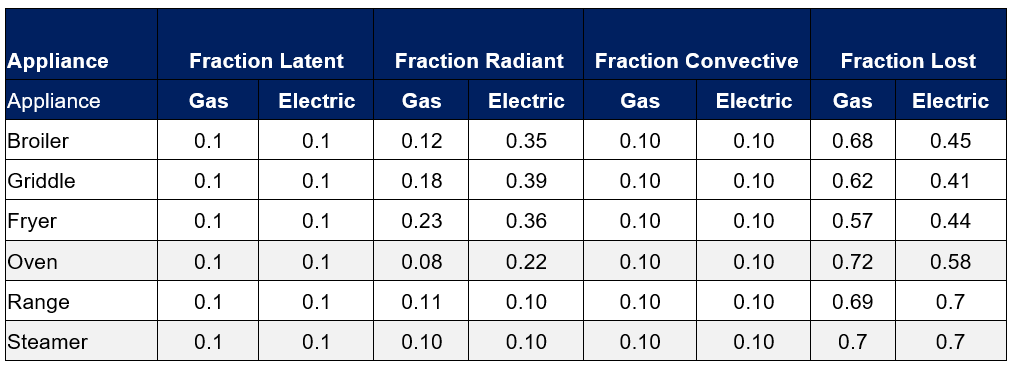 Appliance Fraction Latent Fraction Radiant Fraction Convective Fraction Lost
Appliance Gas Electric Gas Electric Gas Electric Gas Electric
Broiler 0.1 0.1 0.12 0.35 0.10 0.10 0.68 0.45
Griddle 0.1 0.1 0.18 0.39 0.10 0.10 0.62 0.41
Fryer 0.1 0.1 0.23 0.36 0.10 0.10 0.57 0.44
Oven 0.1 0.1 0.08 0.22 0.10 0.10 0.72 0.58
Range 0.1 0.1 0.11 0.10 0.10 0.10 0.69 0.7
Steamer 0.1 0.1 0.10 0.10 0.10 0.10 0.7 0.7